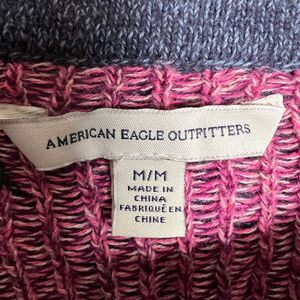 AMERICAN EAGLE OUTFITTERS
M/M
MADE IN
CHINA
FABRIQUÉ EN
CHINE